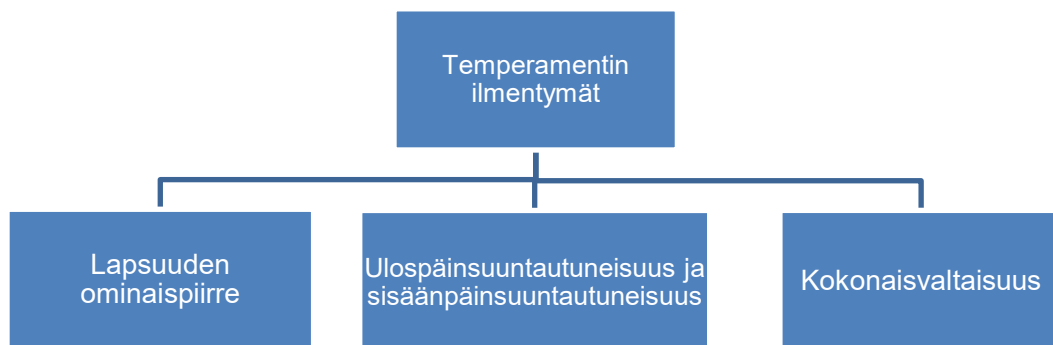 Temperamentin
ilmentymät
Lapsuuden
ominaispiirre
Ulospäinsuuntautuneisuus ja
sisäänpäinsuuntautuneisuus
Kokonaisvaltaisuus